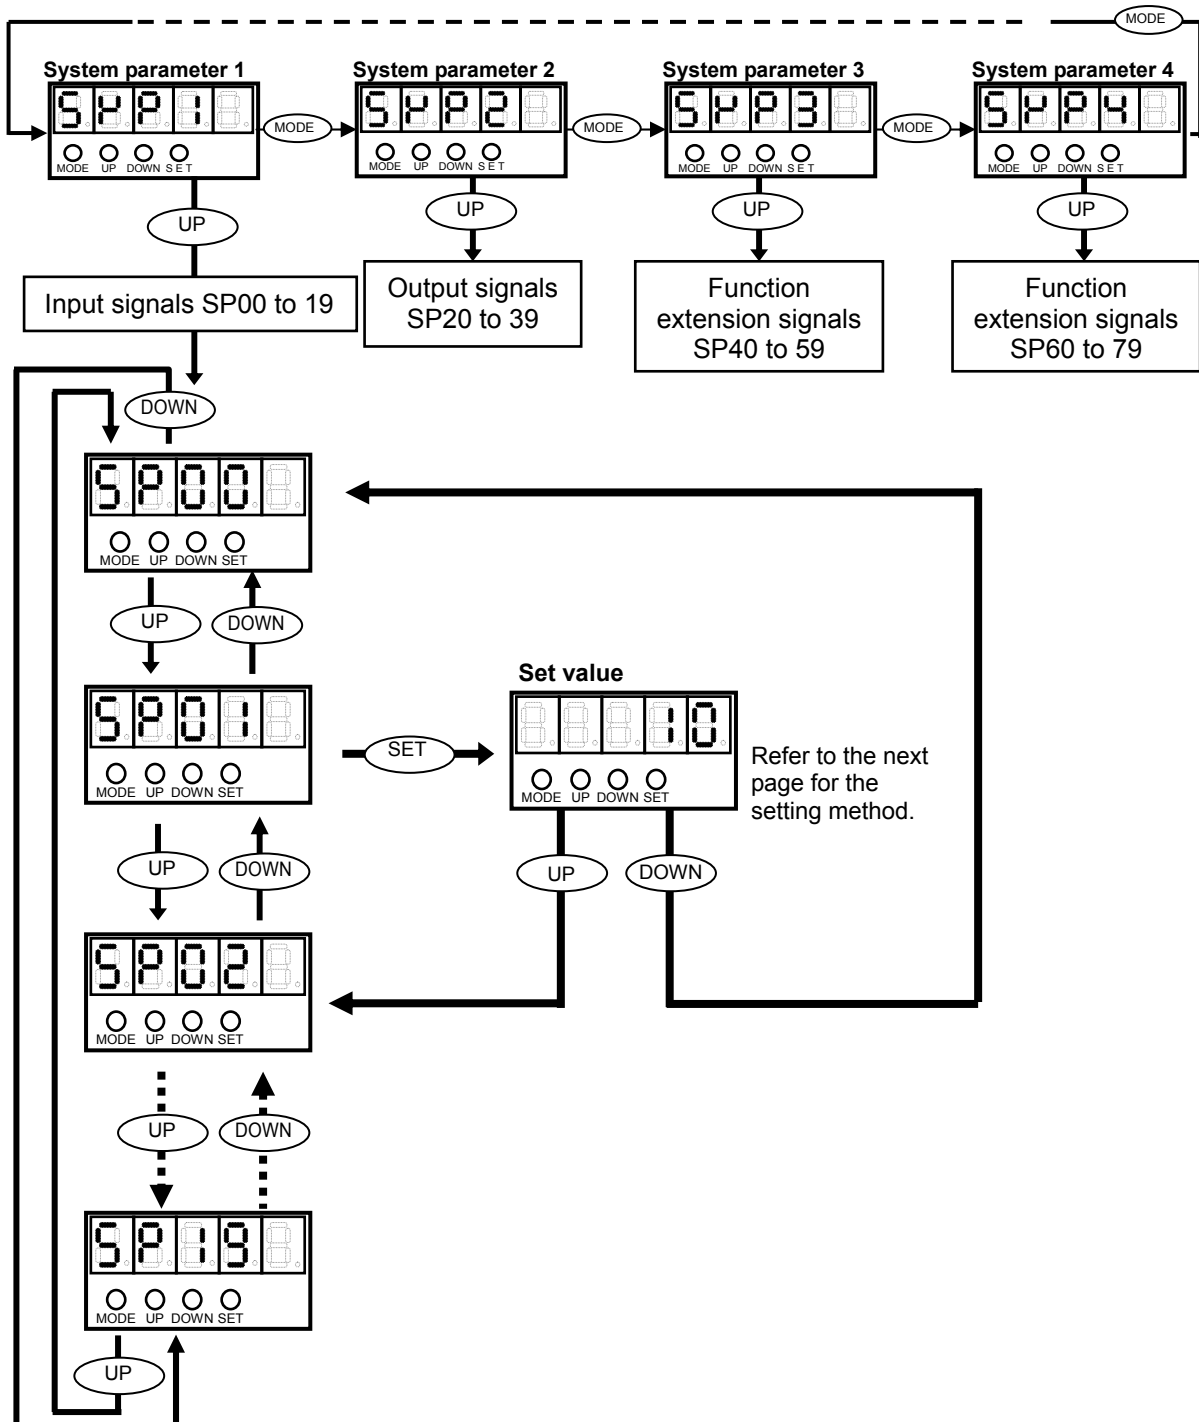 MODE
System parameter 1 System parameter 2 System parameter 3 System parameter 4
SYP1 MODE SYP2 MODE SYP3 MODE SYP4
MODE UP DOWN SET MODE UP DOWN SET MODE UP DOWN SET MODE UP DOWN SET
UP UP UP UP
Input signals SP00 to 19
Output signals
SP20 to 39
Function
extension signals
SP40 to 59
Function
extension signals
SP60 to 79
DOWN
SP00
MODE UP DOWN SET
UP DOWN
SP01
MODE UP DOWN SET
SET
Set value
10
MODE UP DOWN SET
Refer to the next
page for the
setting method.
UP DOWN
UP DOWN
SP02
MODE UP DOWN SET
UP DOWN
SP19
MODE UP DOWN SET
UP